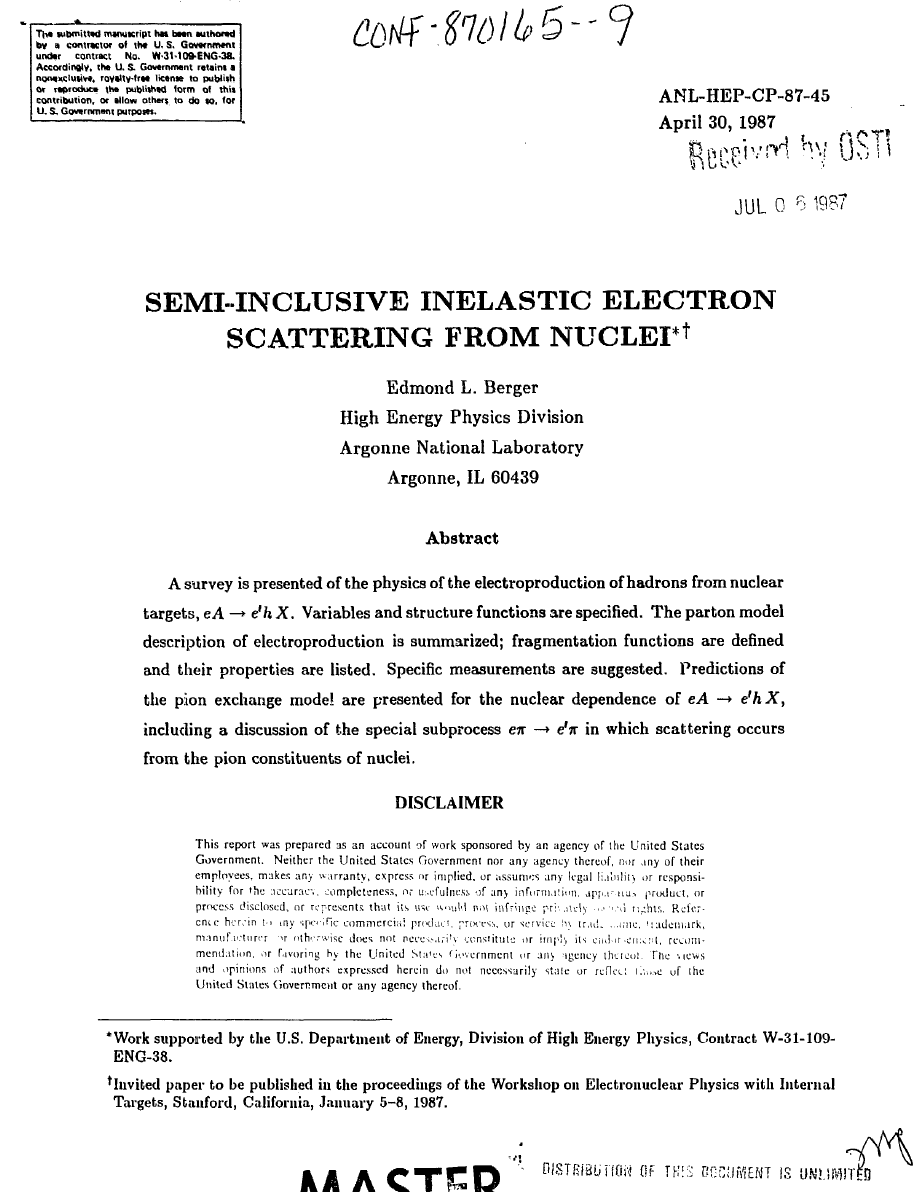 CONF-870165--9
The submitted manuscript has been authored
by a contractor of the U. S. Government
under contract No. W-31-109-ENG-38.
Accordingly, the U. S. Government retains a
nonexclusive, royalty-free license to publish
or reproduce the published form of this
contribution, or allow others to do so, for
U. S. Government purposes.
ANL-HEP-CP-87-45
April 30, 1987
Received by OSTI
JUL 06 1987
SEMI-INCLUSIVE INELASTIC ELECTRON
SCATTERING FROM NUCLEI*†
Edmond L. Berger
High Energy Physics Division
Argonne National Laboratory
Argonne, IL 60439
Abstract
A survey is presented of the physics of the electroproduction of hadrons from nuclear
targets, eA → e′h X. Variables and structure functions are specified. The parton model
description of electroproduction is summarized; fragmentation functions are defined
and their properties are listed. Specific measurements are suggested. Predictions of
the pion exchange model are presented for the nuclear dependence of eA → e′h X,
including a discussion of the special subprocess eπ → e′π in which scattering occurs
from the pion constituents of nuclei.
DISCLAIMER
This report was prepared as an account of work sponsored by an agency of the United States
Government. Neither the United States Government nor any agency thereof, nor any of their
employees, makes any warranty, express or implied, or assumes any legal liability or responsi-
bility for the accuracy, completeness, or usefulness of any information, apparatus, product, or
process disclosed, or represents that its use would not infringe privately owned rights. Refer-
ence herein to any specific commercial product, process, or service by trade name, trademark,
manufacturer, or otherwise does not necessarily constitute or imply its endorsement, recom-
mendation, or favoring by the United States Government or any agency thereof. The views
and opinions of authors expressed herein do not necessarily state or reflect those of the
United States Government or any agency thereof.
*Work supported by the U.S. Department of Energy, Division of High Energy Physics, Contract W-31-109-
ENG-38.
†Invited paper to be published in the proceedings of the Workshop on Electronuclear Physics with Internal
Targets, Stanford, California, January 5–8, 1987.
MASTER
DISTRIBUTION OF THIS DOCUMENT IS UNLIMITED